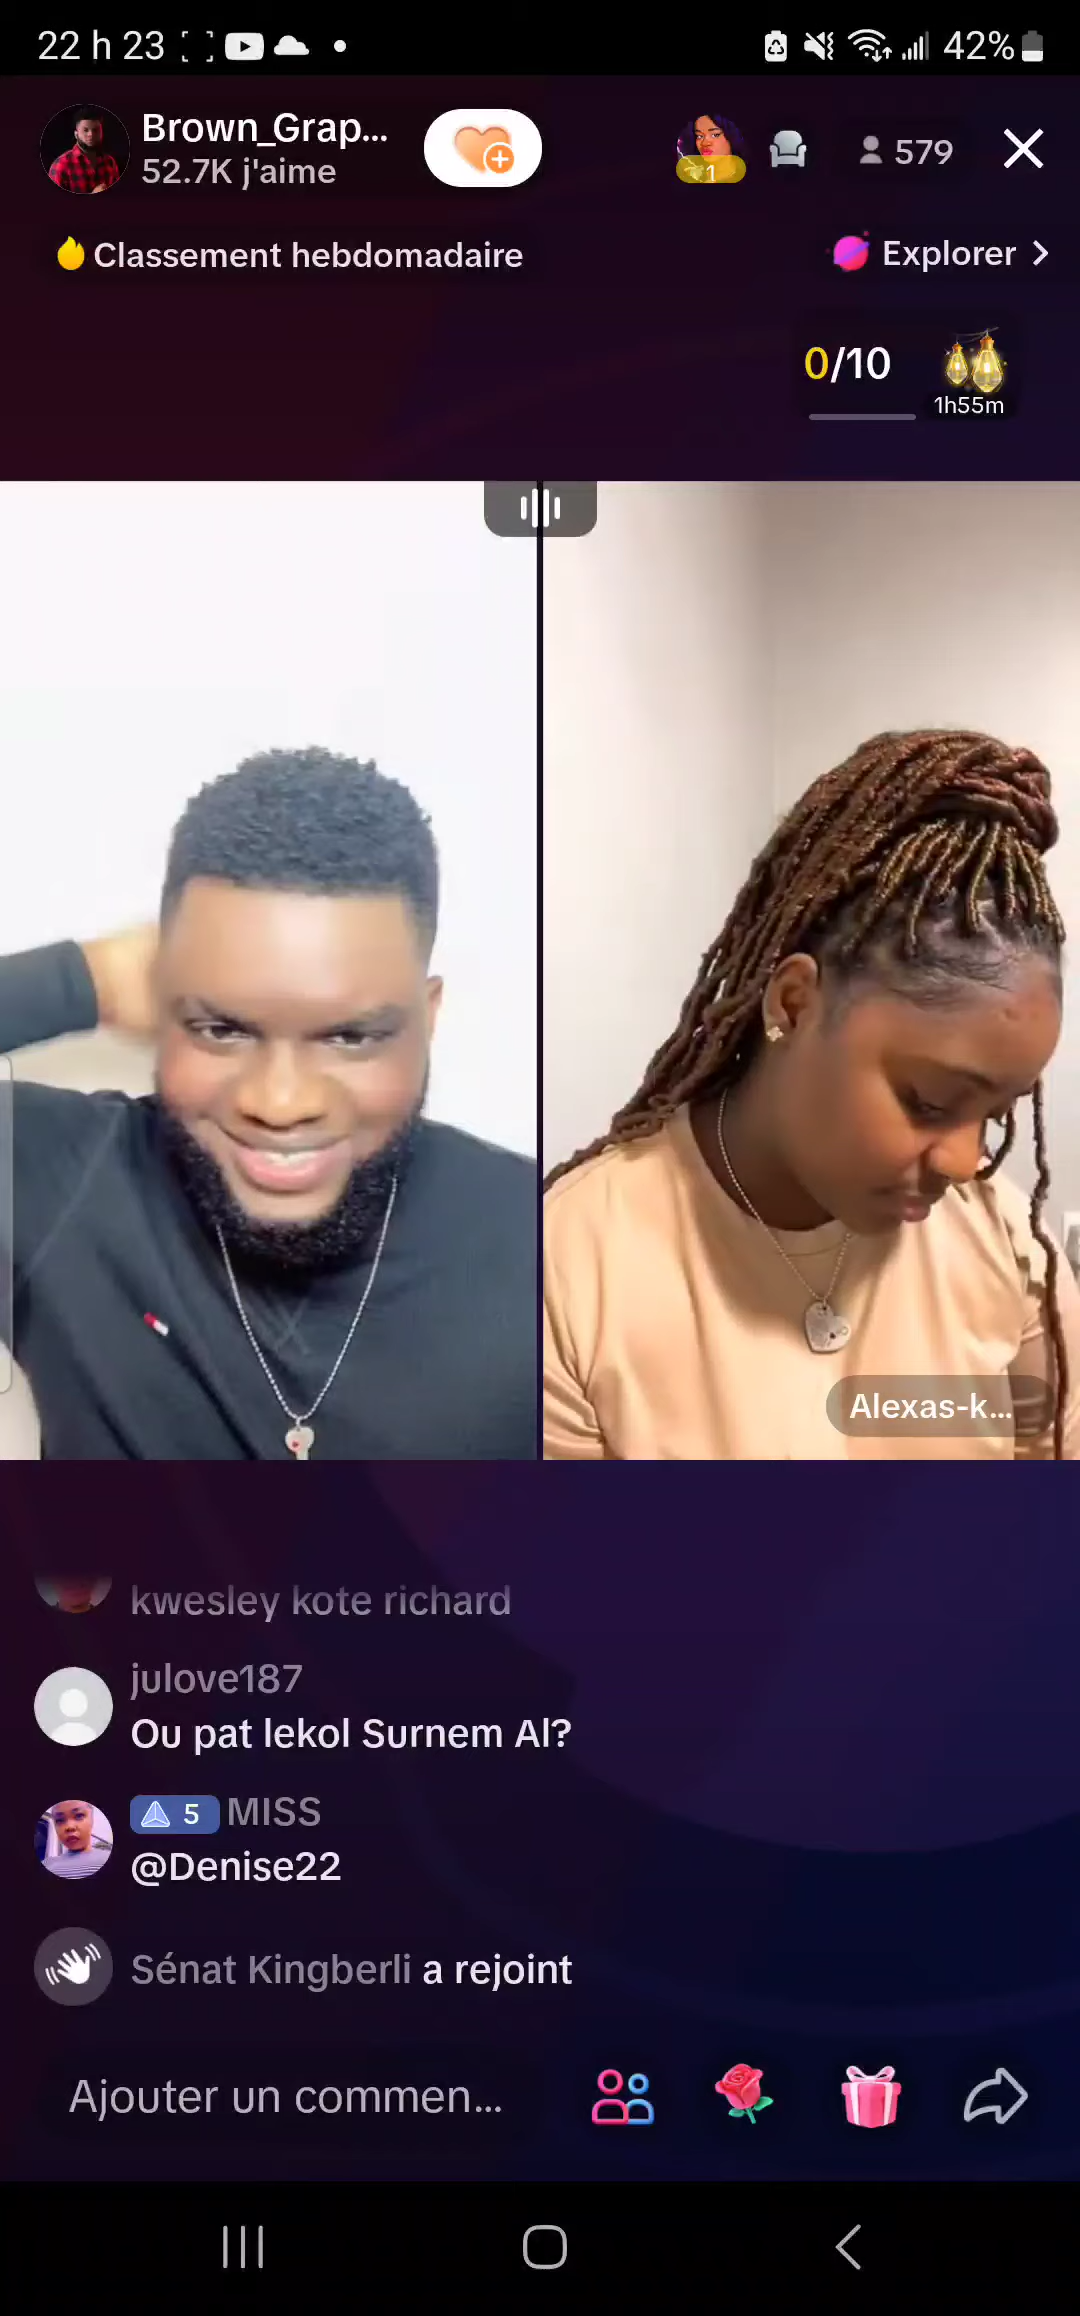 22 h 23
42%
Brown_Grap...
52.7K j'aime
1
579
Classement hebdomadaire
Explorer
0/10
1h55m
Alexas-k...
kwesley kote richard
julove187
Ou pat lekol Surnem Al?
5 MISS
@Denise22
Sénat Kingberli a rejoint
Ajouter un commen...